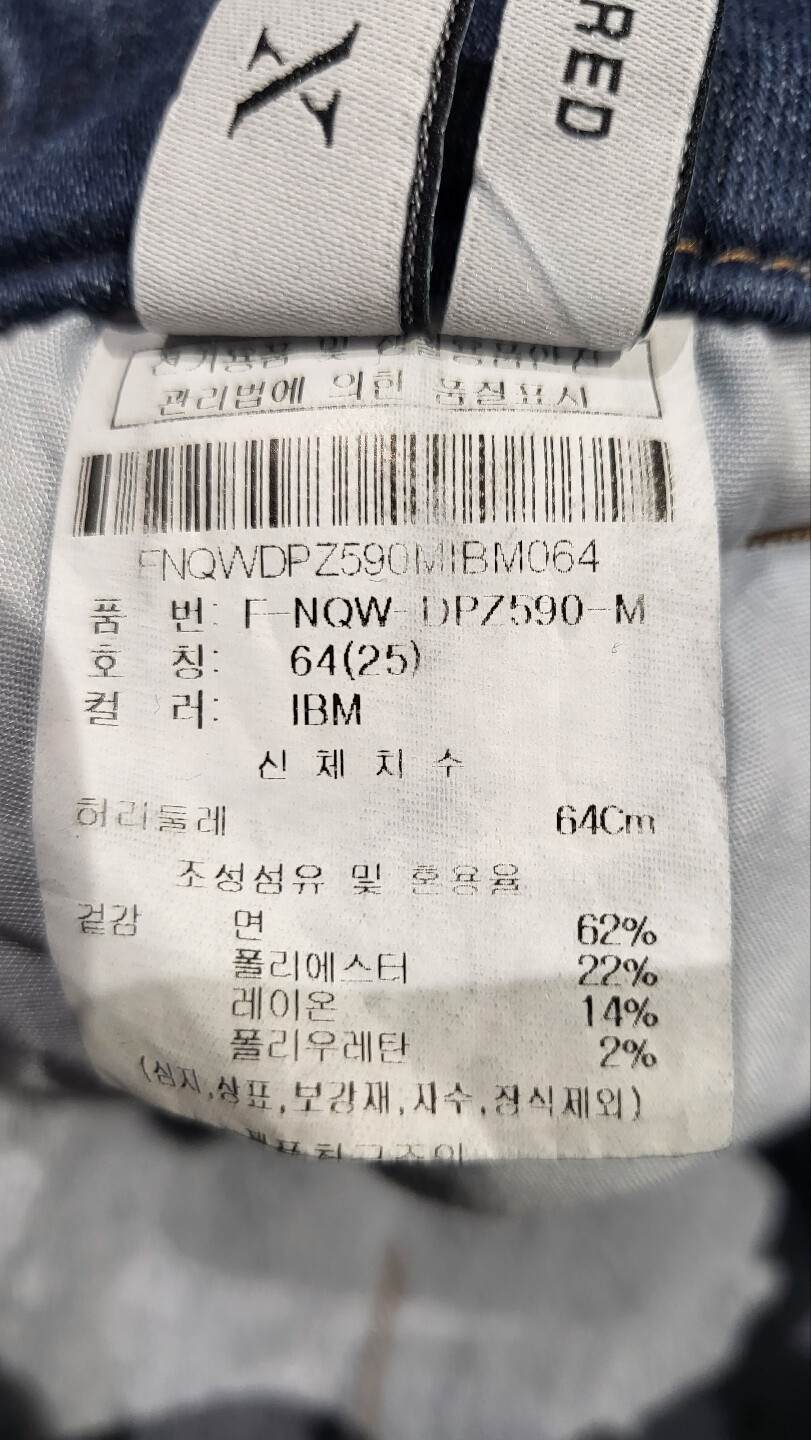 RED
관리법에 의한 품질표시
FNQWDPZ590MIBM064
품 번: F-NQW-DPZ590-M
호 칭: 64(25)
컬 러: IBM
신 체 치 수
허리둘레 64Cm
조성섬유 및 혼용율
겉감 면 62%
폴리에스터 22%
레이온 14%
폴리우레탄 2%
(심지,상표,보강재,자수,장식제외)